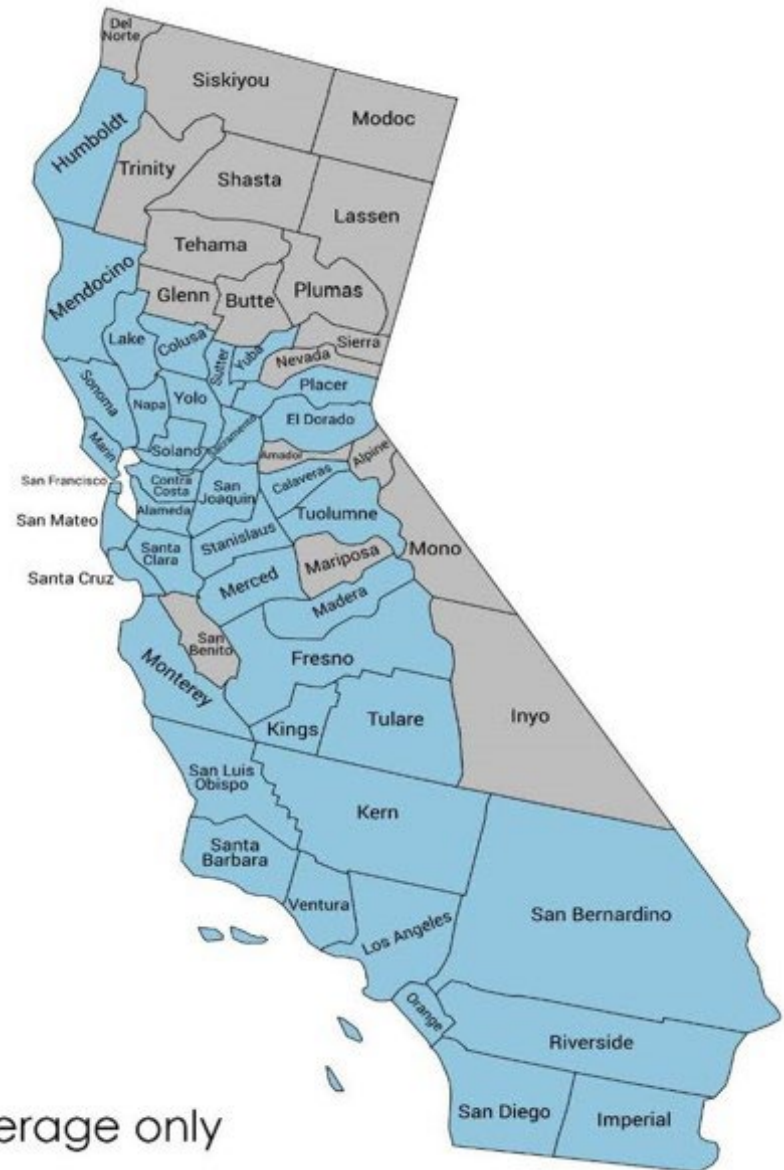 Del
Norte
Siskiyou
Modoc
Humboldt
Trinity
Shasta
Lassen
Tehama
Plumas
Mendocino
Glenn
Butte
Sierra
Lake
Colusa
Sutter
Yuba
Nevada
Placer
Sonoma
Napa
Yolo
El Dorado
Sacramento
Marin
Solano
Amador
Alpine
San Francisco
Contra
Costa
San
Joaquin
Calaveras
Alameda
Tuolumne
San Mateo
Santa
Clara
Stanislaus
Mariposa
Mono
Santa Cruz
Merced
Madera
San
Benito
Monterey
Fresno
Kings
Tulare
Inyo
San Luis
Obispo
Kern
Santa
Barbara
Ventura
Los Angeles
San Bernardino
Orange
Riverside
San Diego
Imperial
erage only